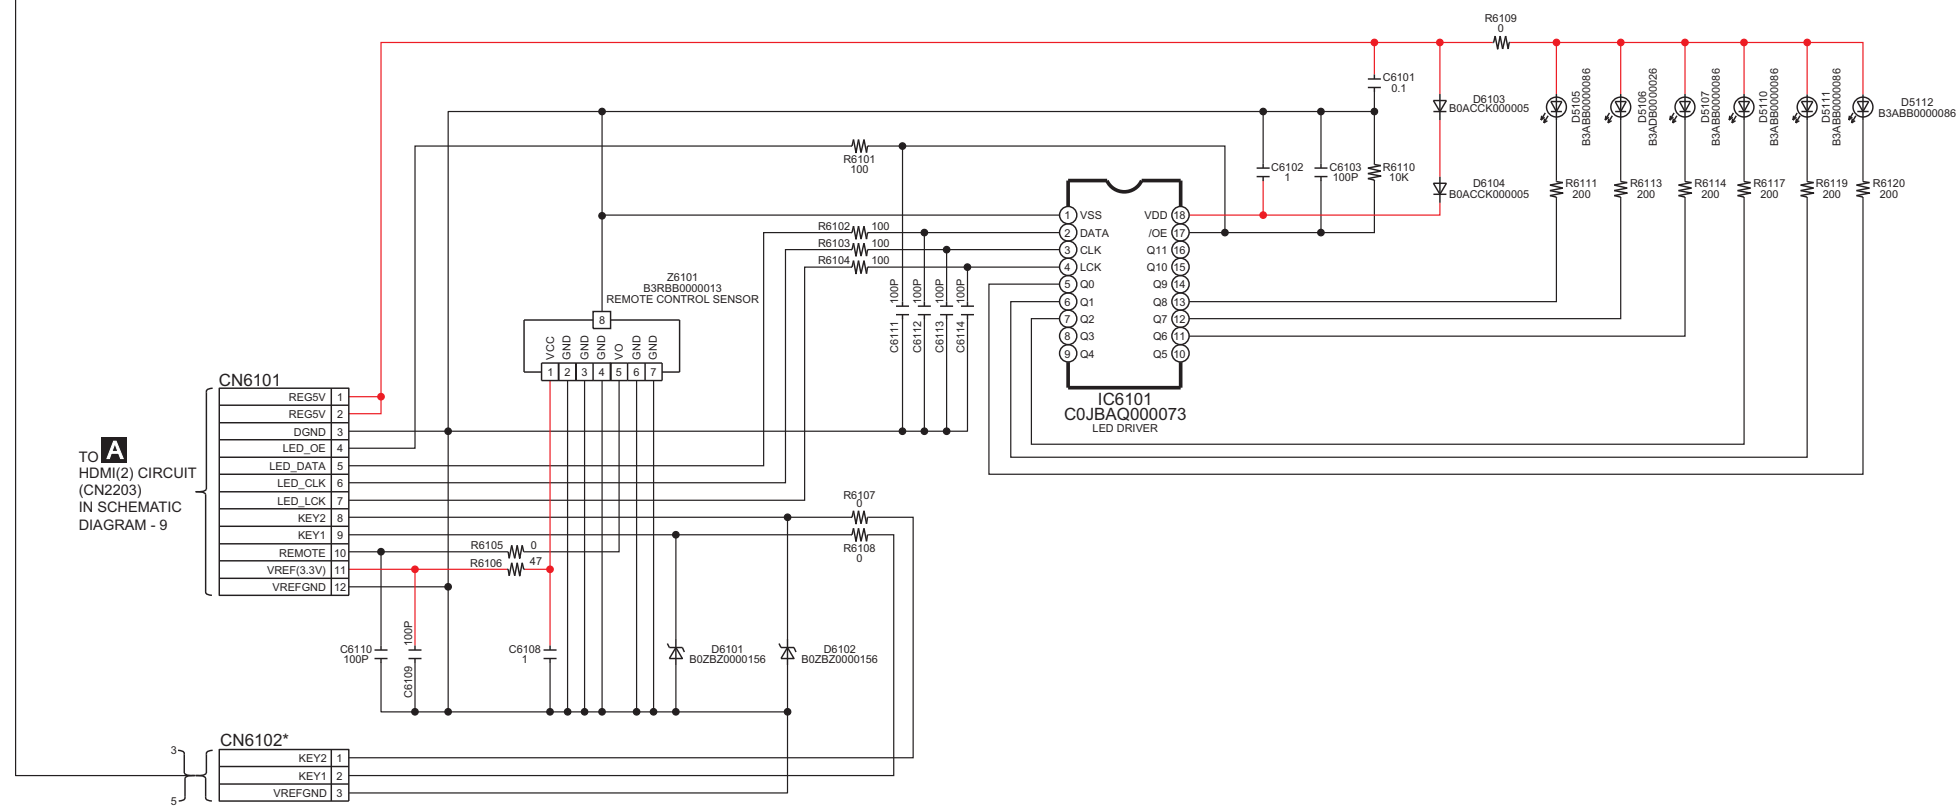 R6109
0
C6101
0.1
D6103
B0ACCK000005
D5105
B3ABB0000086
D5106
B3ADB0000026
D5107
B3ABB0000086
D5110
B3ABB0000086
D5111
B3ABB0000086
D5112
B3ABB0000086
R6101
100
C6102
1
C6103
100P
R6110
10K
D6104
B0ACCK000005
R6111
200
R6113
200
R6114
200
R6117
200
R6119
200
R6120
200
R6102 100
R6103 100
R6104 100
1 VSS VDD 18
2 DATA /OE 17
3 CLK Q11 16
4 LCK Q10 15
5 Q0 Q9 14
6 Q1 Q8 13
7 Q2 Q7 12
8 Q3 Q6 11
9 Q4 Q5 10
IC6101
C0JBAQ000073
LED DRIVER
Z6101
B3RBB0000013
REMOTE CONTROL SENSOR
8
VCC GND GND GND VO GND GND
1 2 3 4 5 6 7
100P 100P 100P 100P
C6111 C6112 C6113 C6114
CN6101
REG5V 1
REG5V 2
DGND 3
LED_OE 4
LED_DATA 5
LED_CLK 6
LED_LCK 7
KEY2 8
KEY1 9
REMOTE 10
VREF(3.3V) 11
VREFGND 12
TO A
HDMI(2) CIRCUIT
(CN2203)
IN SCHEMATIC
DIAGRAM - 9
R6107
0
R6108
0
R6105 0
R6106 47
C6110
100P
100P
C6109
C6108
1
D6101
B0ZBZ0000156
D6102
B0ZBZ0000156
CN6102*
3
5
KEY2 1
KEY1 2
VREFGND 3